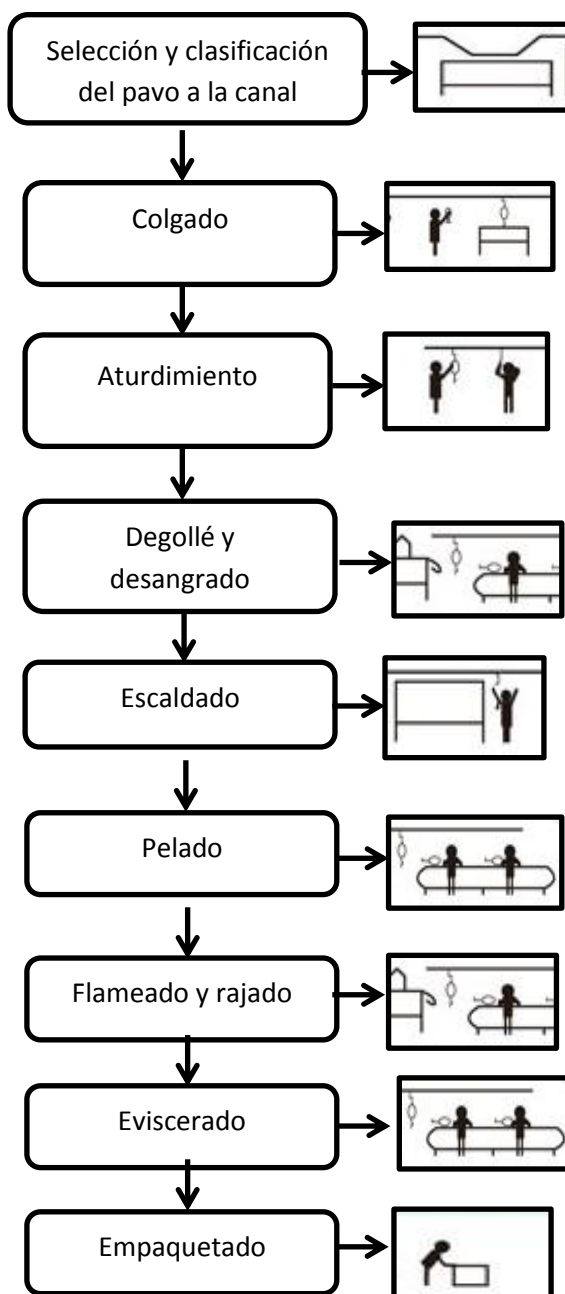 Selección y clasificación
del pavo a la canal
Colgado
Aturdimiento
Degollé y
desangrado
Escaldado
Pelado
Flameado y rajado
Eviscerado
Empaquetado